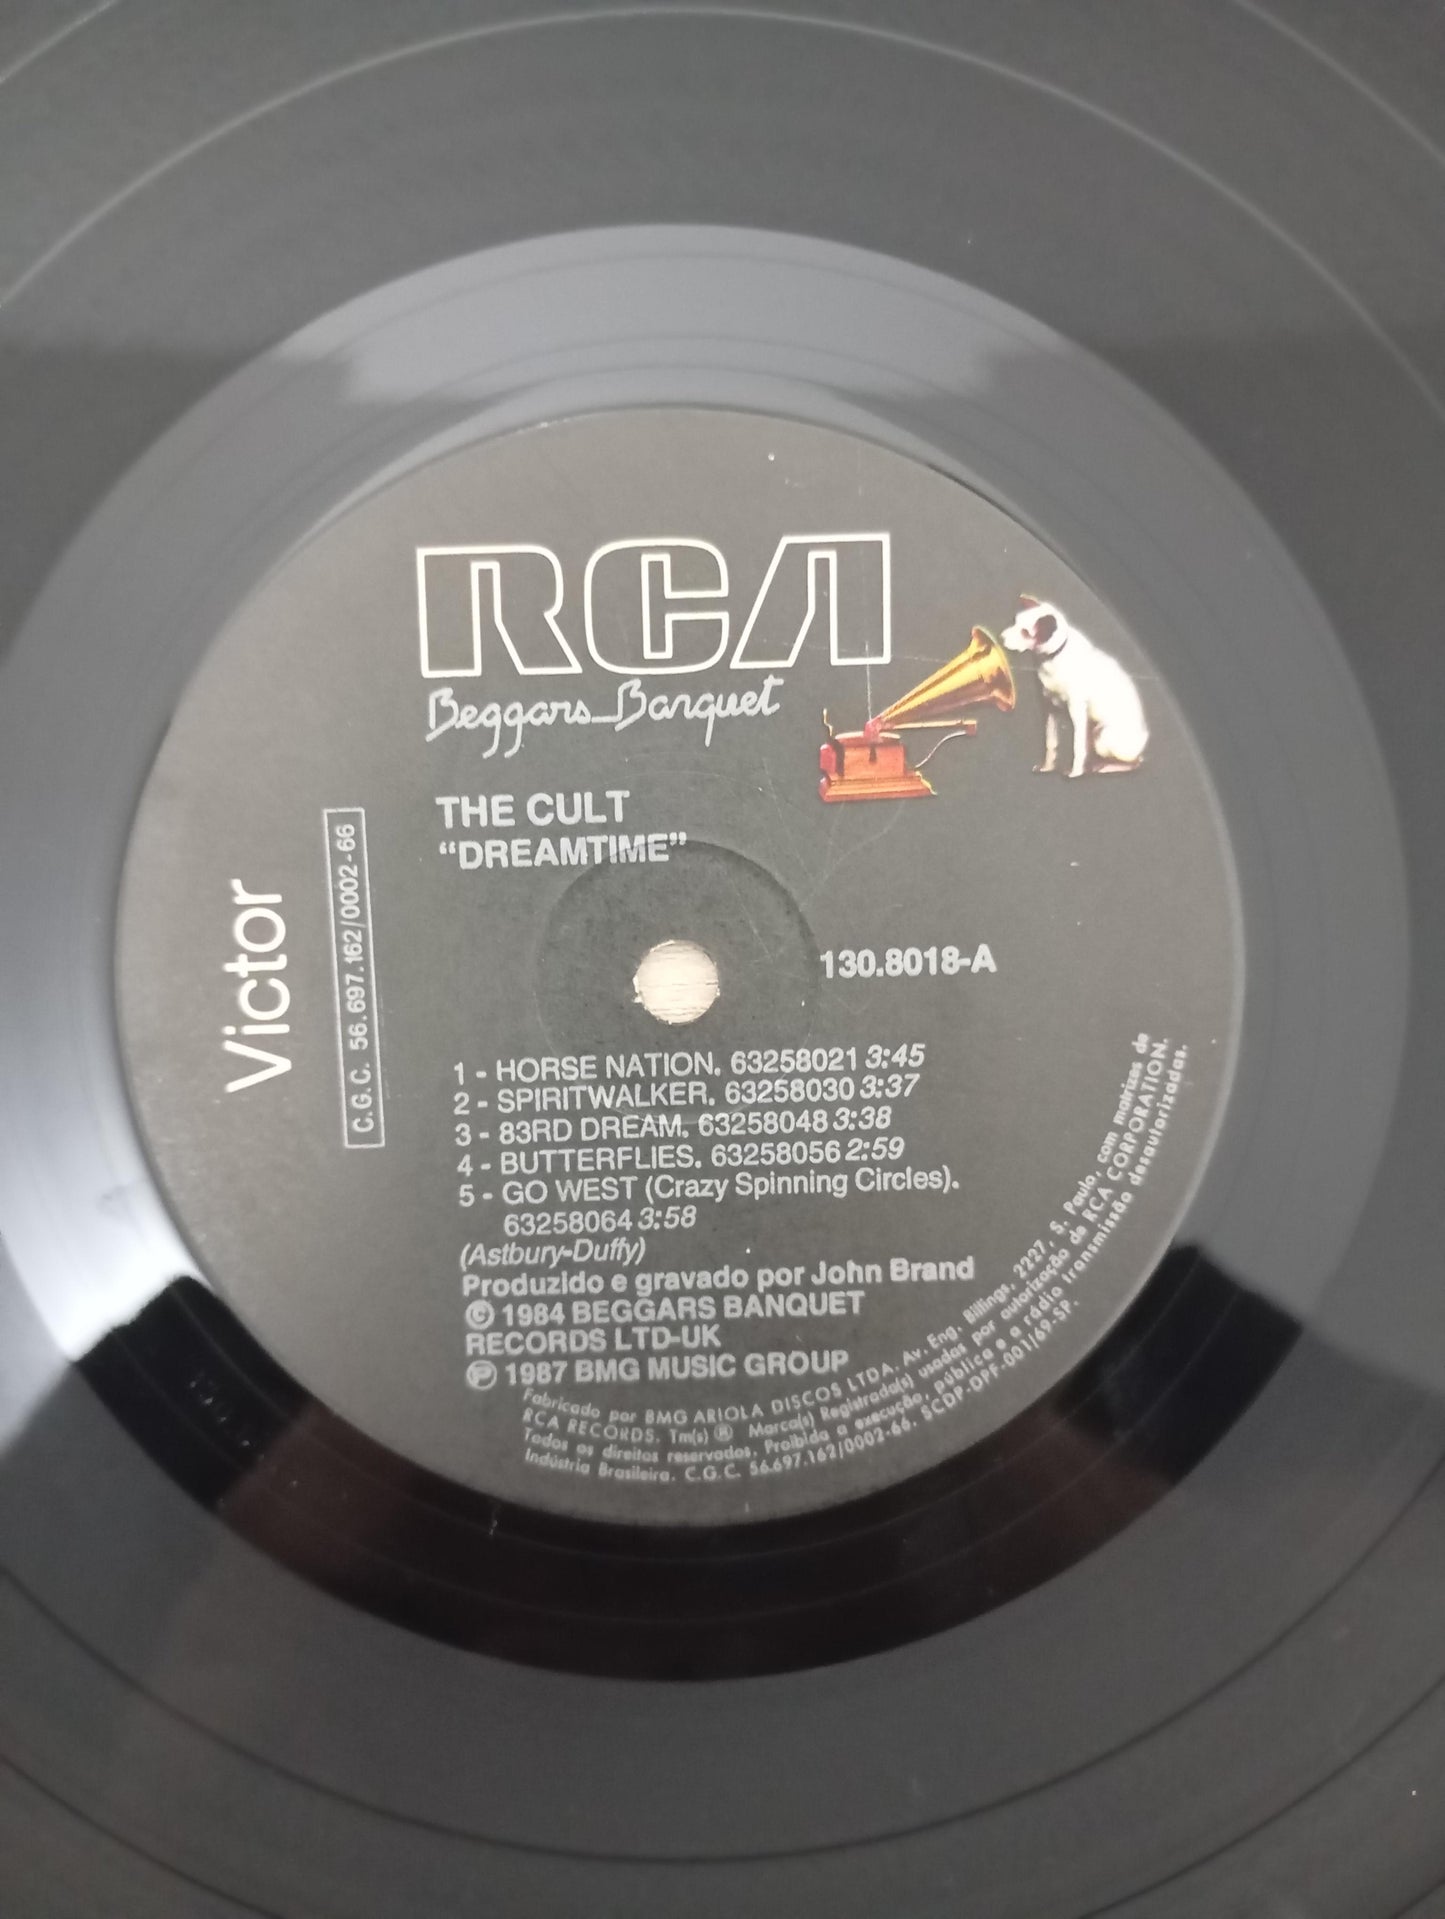 RCA
Beggars Banquet
THE CULT
“DREAMTIME”
Victor
C.G.C. 56.697.162/0002-66
130.8018-A
1 - HORSE NATION. 63258021 3:45
2 - SPIRITWALKER. 63258030 3:37
3 - 83RD DREAM. 63258048 3:38
4 - BUTTERFLIES. 63258056 2:59
5 - GO WEST (Crazy Spinning Circles).
63258064 3:58
(Astbury-Duffy)
Produzido e gravado por John Brand
© 1984 BEGGARS BANQUET
RECORDS LTD-UK
℗ 1987 BMG MUSIC GROUP
Fabricado por BMG ARIOLA DISCOS LTDA. Av. Eng. Billings, 2227, S. Paulo, com matrizes de
RCA RECORDS. Tm(s) ® Marca(s) Registrada(s) usadas por autorização de RCA CORPORATION.
Todos os direitos reservados. Proibida a execução, pública e a rádio transmissão desautorizadas.
Indústria Brasileira. C.G.C. 56.697.162/0002-66. SCDP-DPF-001/69-SP.